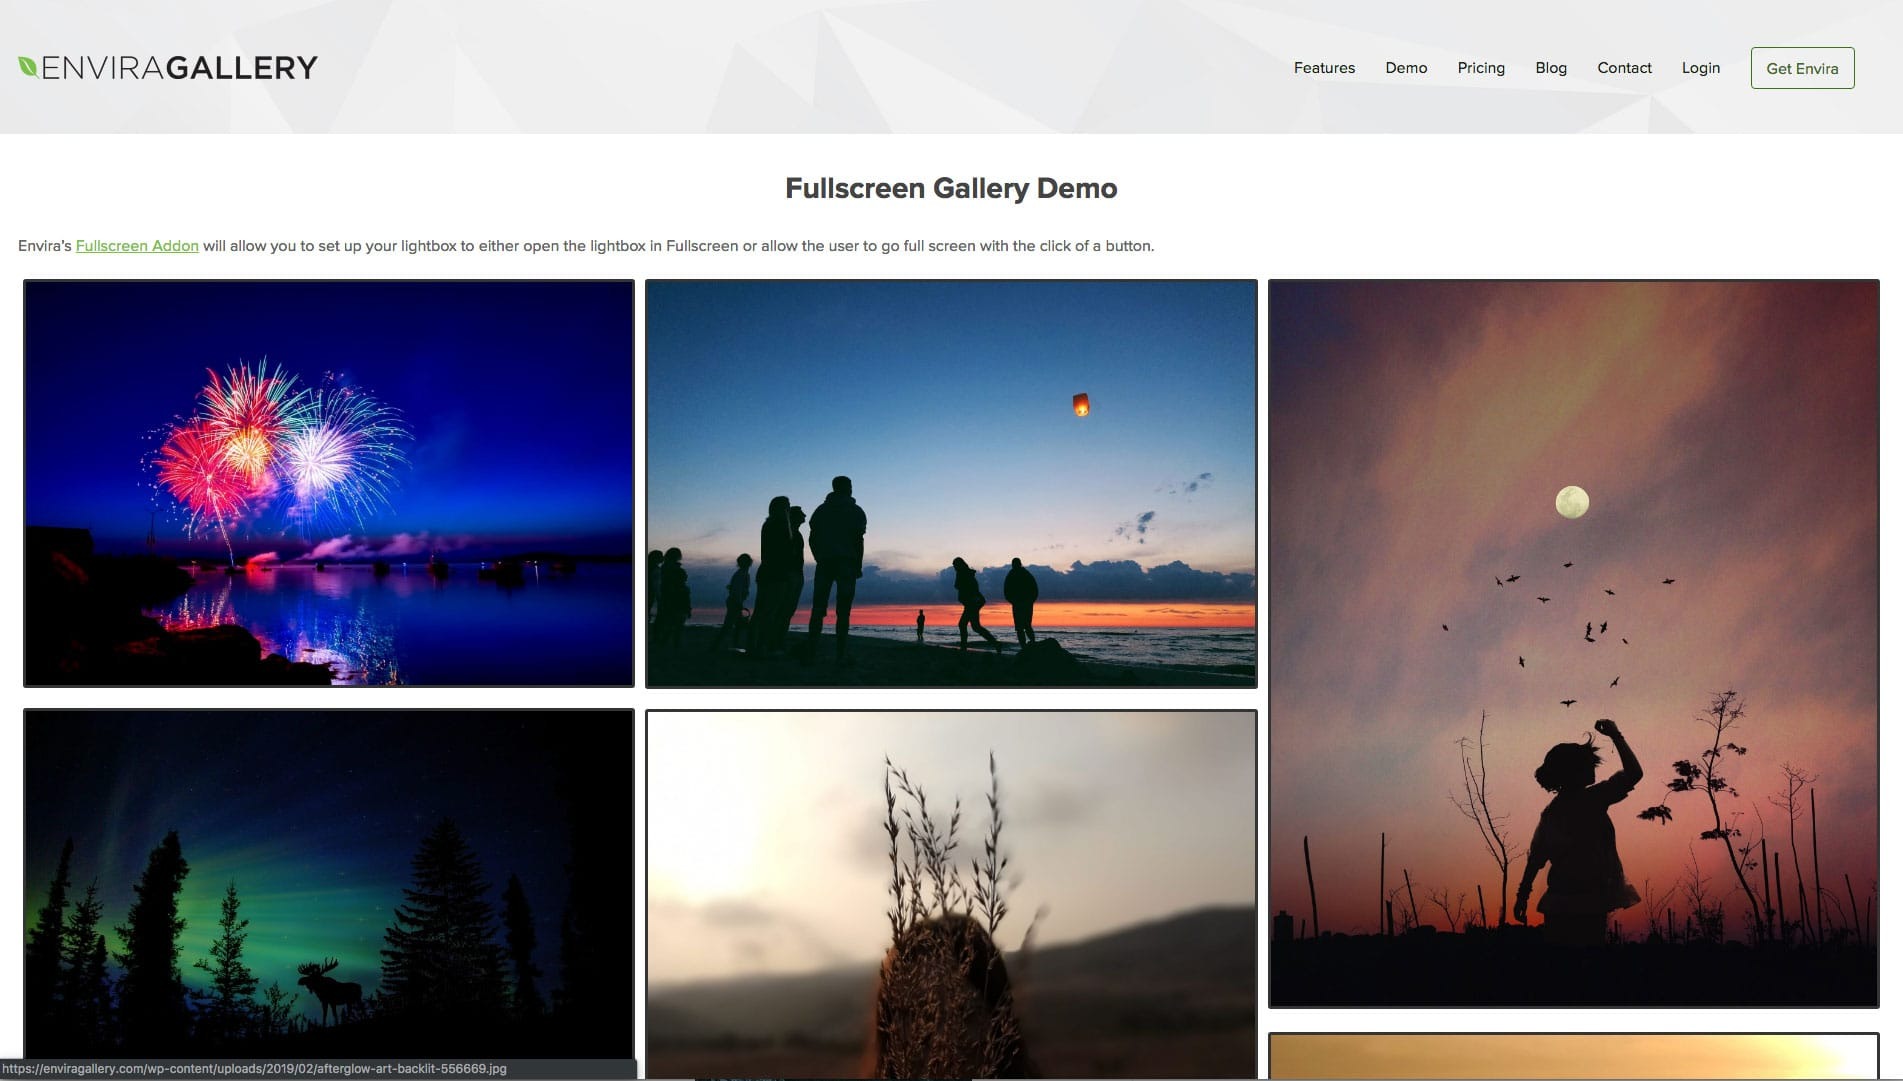 ENVIRAGALLERY
Features Demo Pricing Blog Contact Login Get Envira
Fullscreen Gallery Demo
Envira's Fullscreen Addon will allow you to set up your lightbox to either open the lightbox in Fullscreen or allow the user to go full screen with the click of a button.
https://enviragallery.com/wp-content/uploads/2019/02/afterglow-art-backlit-556669.jpg